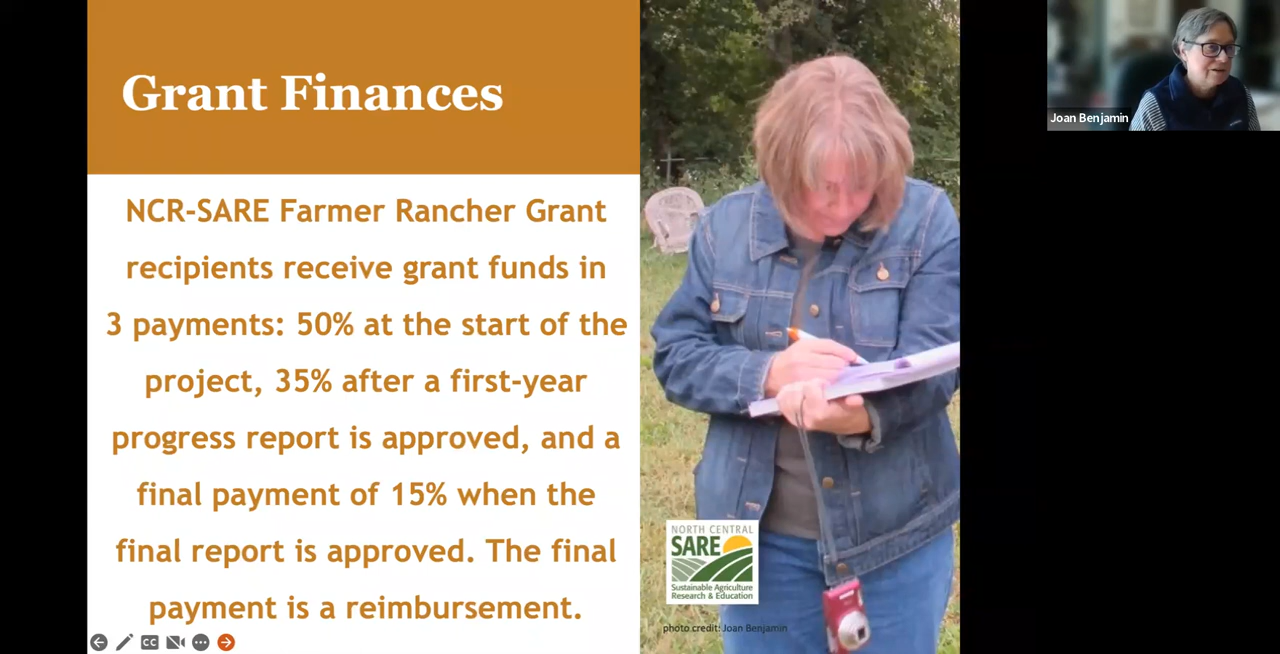 Grant Finances
NCR-SARE Farmer Rancher Grant
recipients receive grant funds in
3 payments: 50% at the start of the
project, 35% after a first-year
progress report is approved, and a
final payment of 15% when the
final report is approved. The final
payment is a reimbursement.
CC
NORTH CENTRAL
SARE
Sustainable Agriculture
Research & Education
photo credit: Joan Benjamin
Joan Benjamin